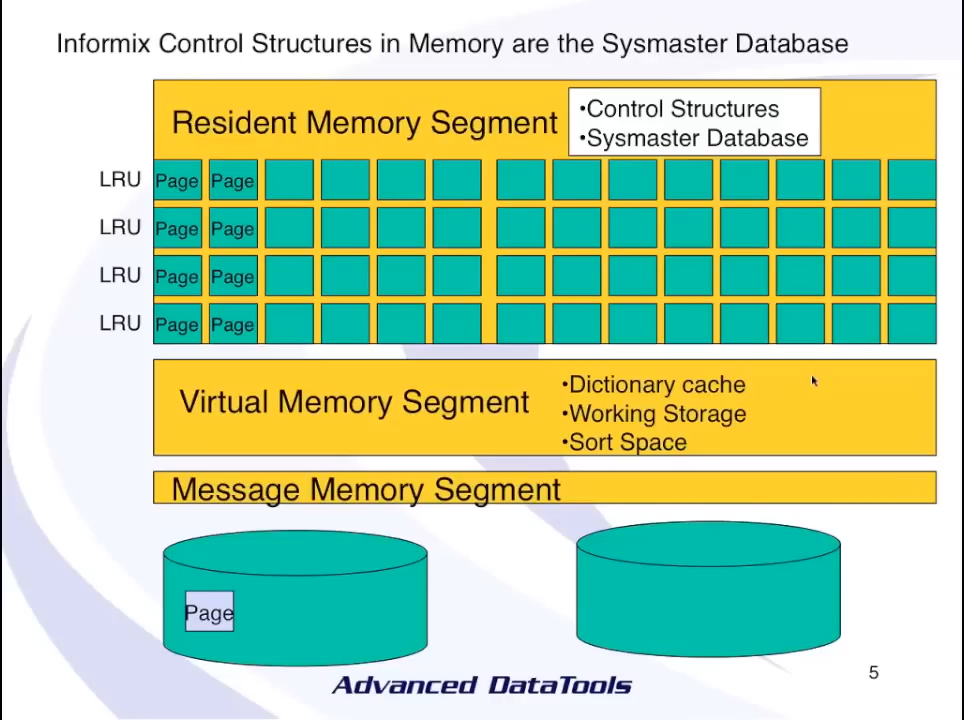 Informix Control Structures in Memory are the Sysmaster Database
Resident Memory Segment
•Control Structures
•Sysmaster Database
LRU Page Page
LRU Page Page
LRU Page Page
LRU Page Page
Virtual Memory Segment
•Dictionary cache
•Working Storage
•Sort Space
Message Memory Segment
Page
5
Advanced DataTools